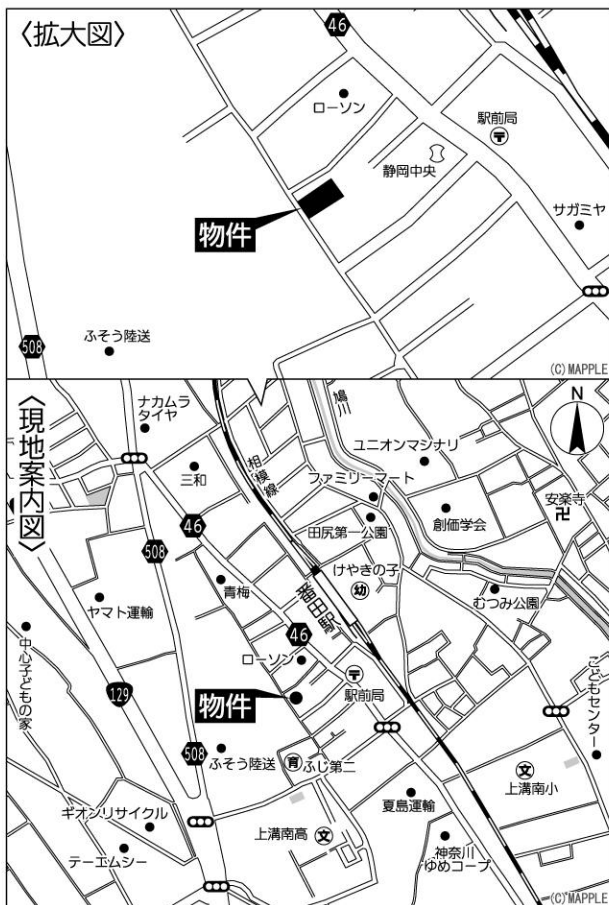 〈拡大図〉
46
ローソン
駅前局
静岡中央
サガミヤ
物件
508
ふそう陸送
(C) MAPPLE
〈現地案内図〉
ナカムラ
タイヤ
三和
相模線
鳩川
N
ユニオンマシナリ
ファミリーマート
創価学会
安楽寺
田尻第一公園
46
508
青梅
けやきの子
幼
番田駅
むつみ公園
ヤマト運輸
中心子どもの家
46
ローソン
駅前局
129
物件
こどもセンター
508
ふそう陸送
育
ふじ第二
文
上溝南小
ギオンリサイクル
夏島運輸
上溝南高
文
テーエムシー
神奈川
ゆめコープ
(C) MAPPLE